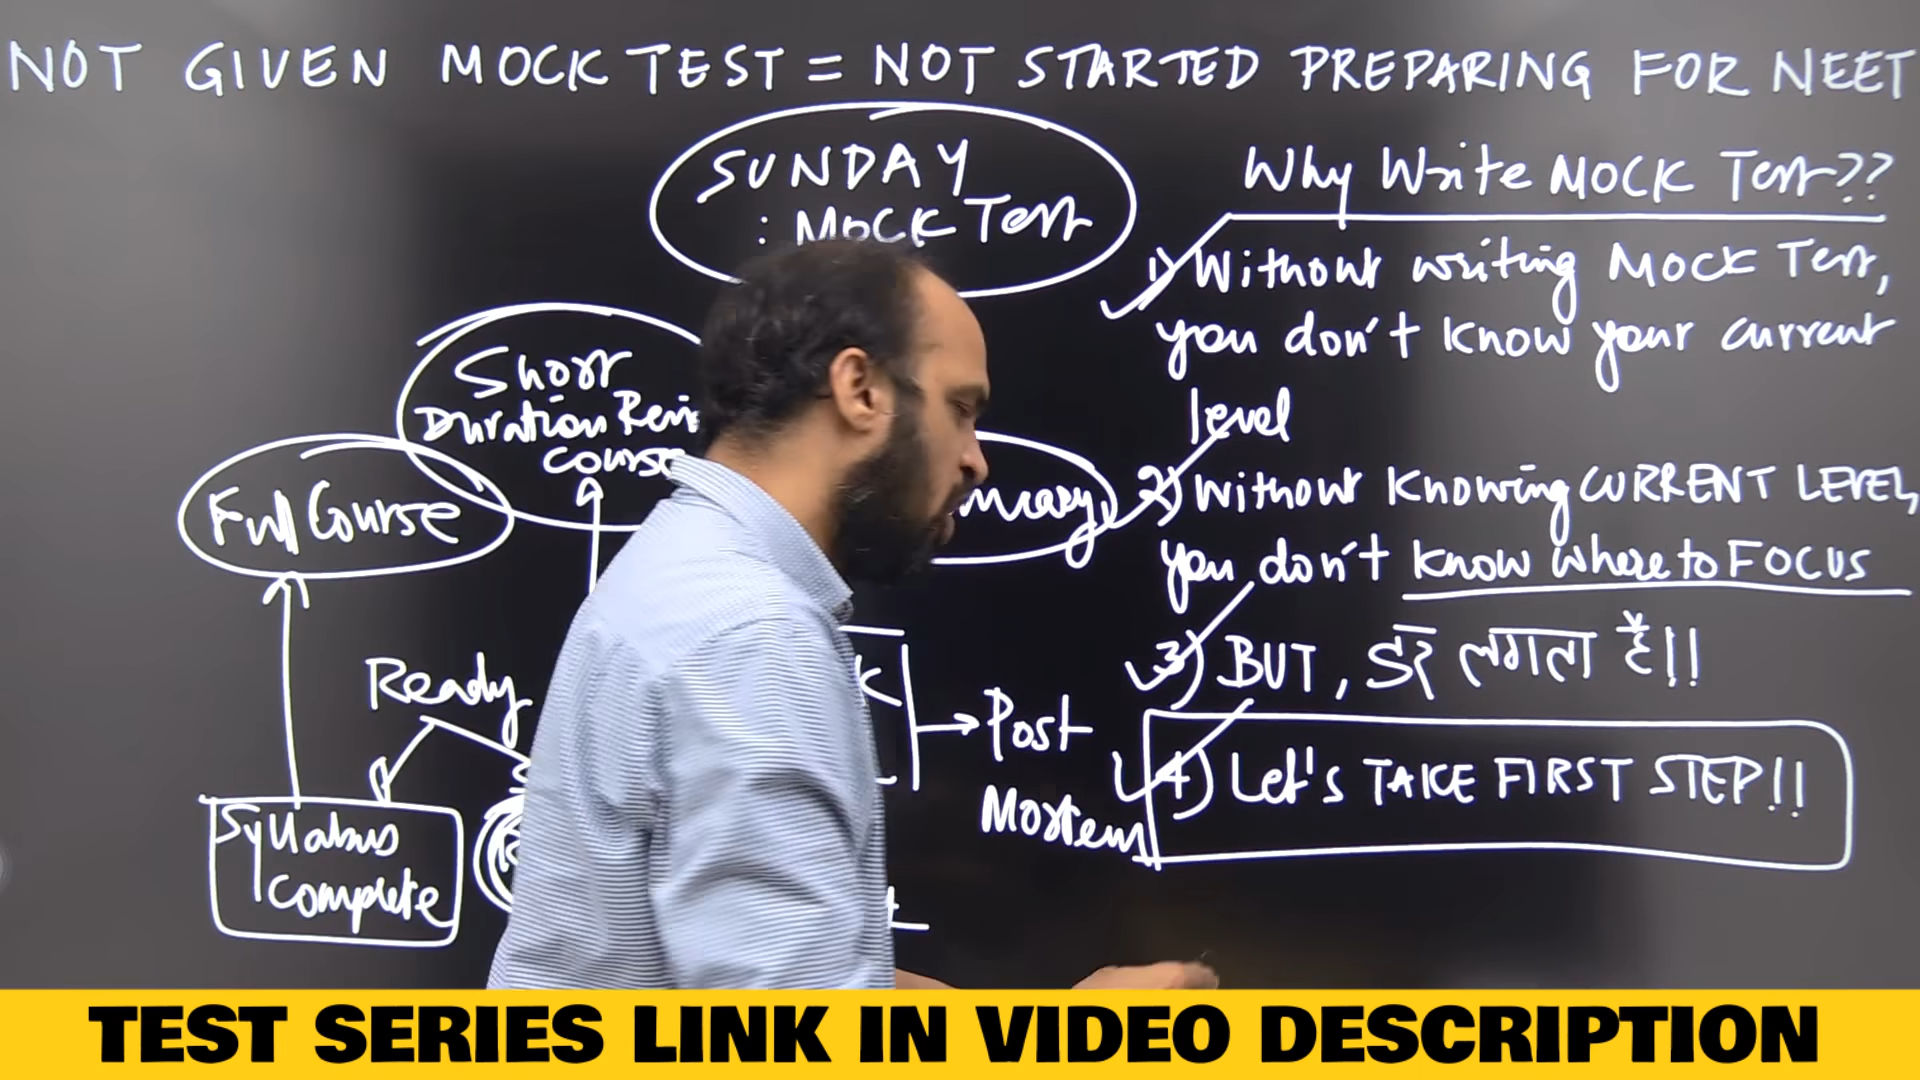 NOT GIVEN MOCK TEST = NOT STARTED PREPARING FOR NEET
SUNDAY
: MOCK Test
Why Write MOCK Test??
1) Without writing MOCK Test,
you don't know your current
level
2) Without Knowing CURRENT LEVEL,
you don't know where to FOCUS
3) BUT, डर लगता है!!
4) Let's TAKE FIRST STEP!!
Short
Duration
Course
Full Course
Ready
Syllabus
Complete
Post
Mortem
TEST SERIES LINK IN VIDEO DESCRIPTION